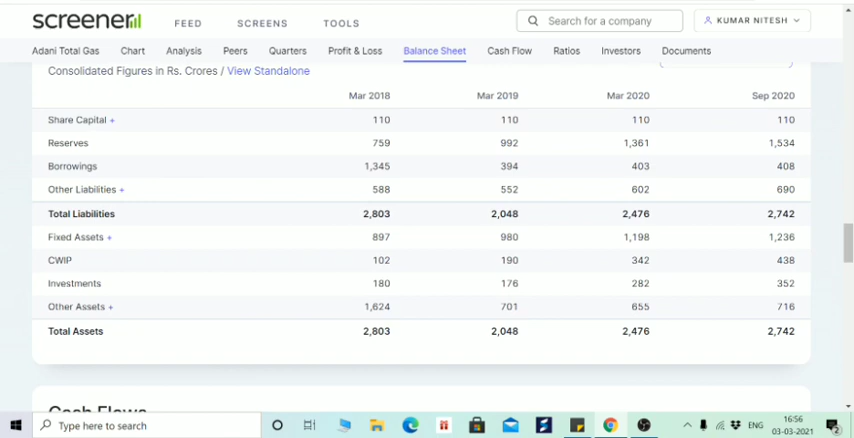 screener
FEED SCREENS TOOLS
Search for a company
KUMAR NITESH
Adani Total Gas Chart Analysis Peers Quarters Profit & Loss Balance Sheet Cash Flow Ratios Investors Documents
Consolidated Figures in Rs. Crores / View Standalone
Mar 2018 Mar 2019 Mar 2020 Sep 2020
Share Capital + 110 110 110 110
Reserves 759 992 1,361 1,534
Borrowings 1,345 394 403 408
Other Liabilities + 588 552 602 690
Total Liabilities 2,803 2,048 2,476 2,742
Fixed Assets + 897 980 1,198 1,236
CWIP 102 190 342 438
Investments 180 176 282 352
Other Assets + 1,624 701 655 716
Total Assets 2,803 2,048 2,476 2,742
Cash Flows
Type here to search
ENG
16:56
03-03-2021
2